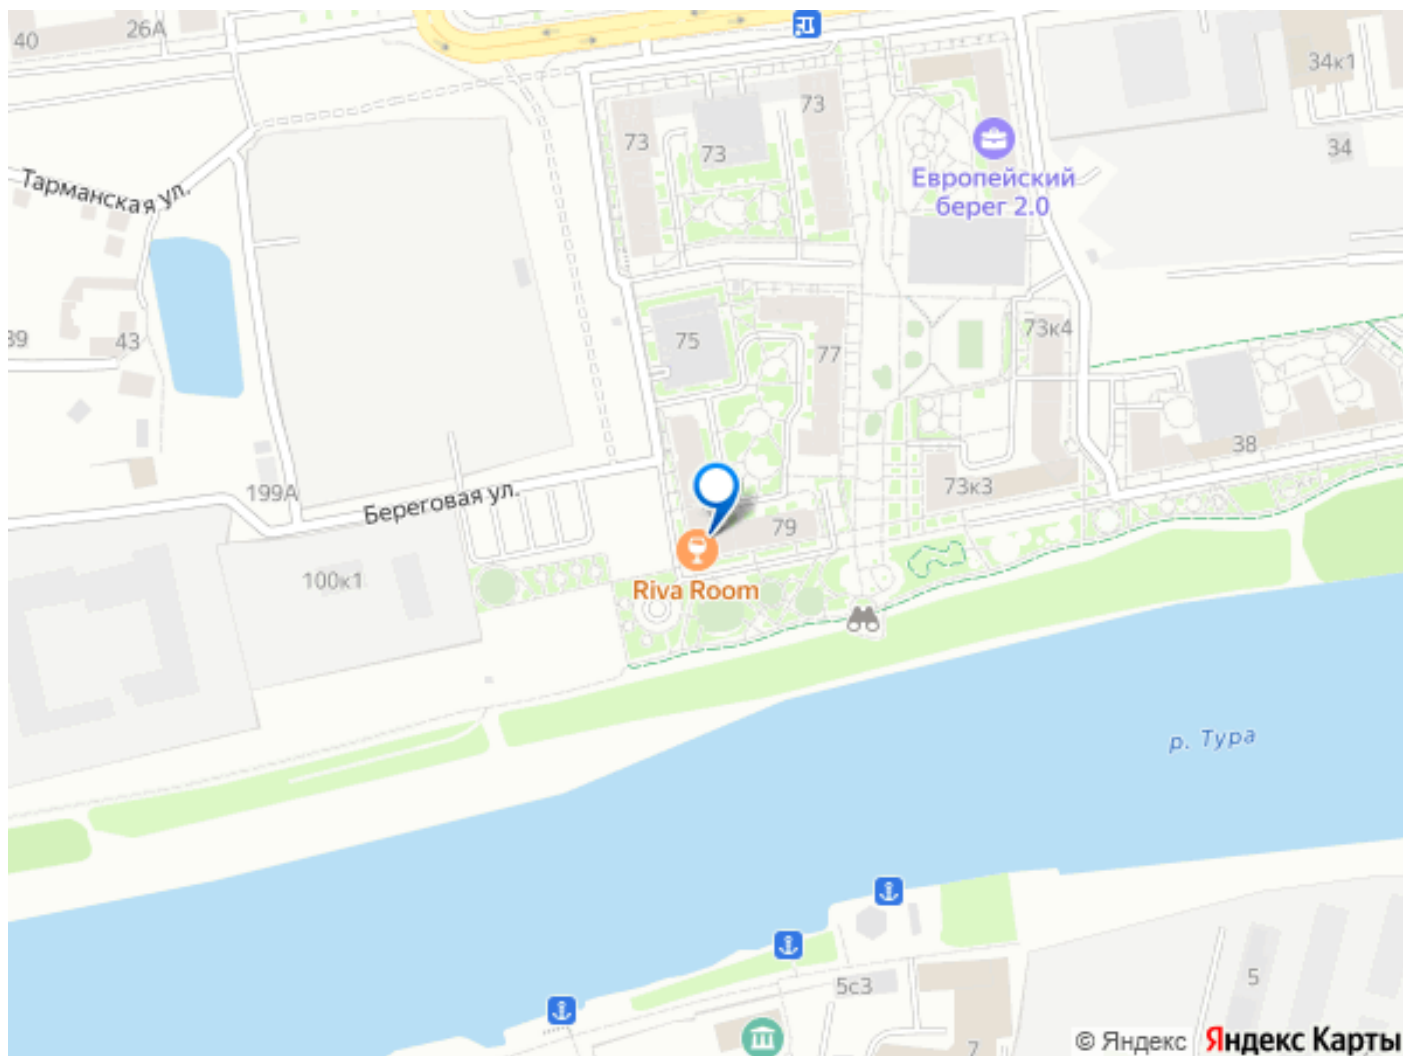 40
26А
34к1
73
73
73
34
Европейский
берег 2.0
Тарманская ул.
39
43
75
77
73к4
38
199А
Береговая ул.
73к3
79
100к1
Riva Room
р. Тура
5с3
5
7
© Яндекс
Яндекс Карты